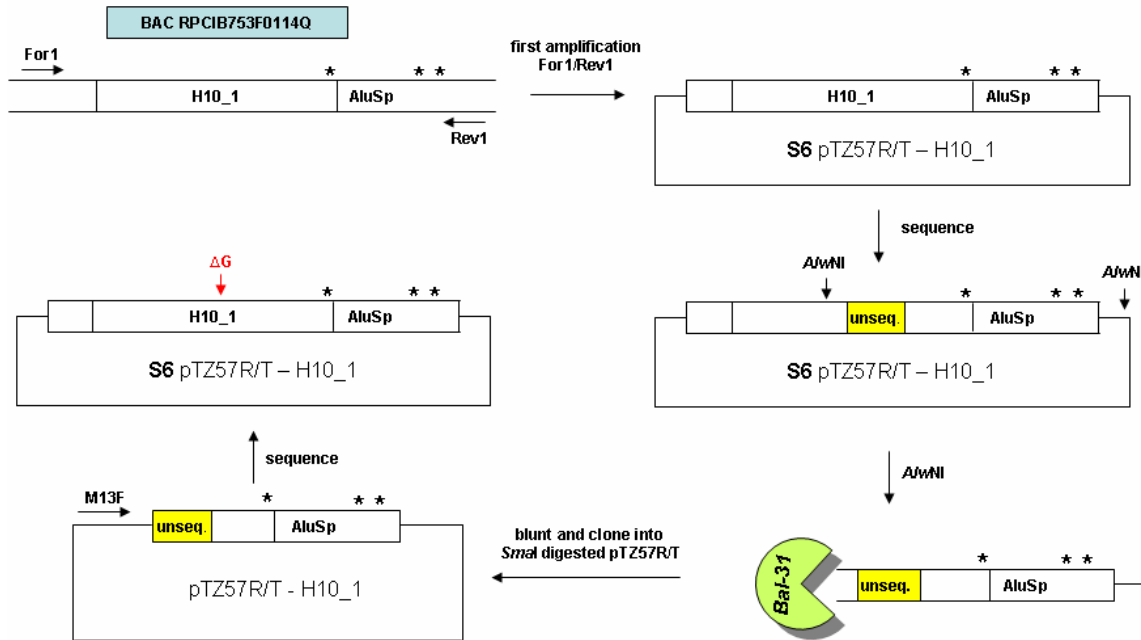 BAC RPCIB753F0114Q
For1
* * *
H10_1 AluSp
Rev1
first amplification
For1/Rev1
* * *
H10_1 AluSp
S6 pTZ57R/T – H10_1
sequence
AlwNI
AlwNI
* * *
unseq. AluSp
S6 pTZ57R/T – H10_1
AlwNI
* * *
Bal-31
unseq. AluSp
blunt and clone into
SmaI digested pTZ57R/T
M13F
* * *
unseq. AluSp
pTZ57R/T - H10_1
sequence
ΔG
* * *
H10_1 AluSp
S6 pTZ57R/T – H10_1